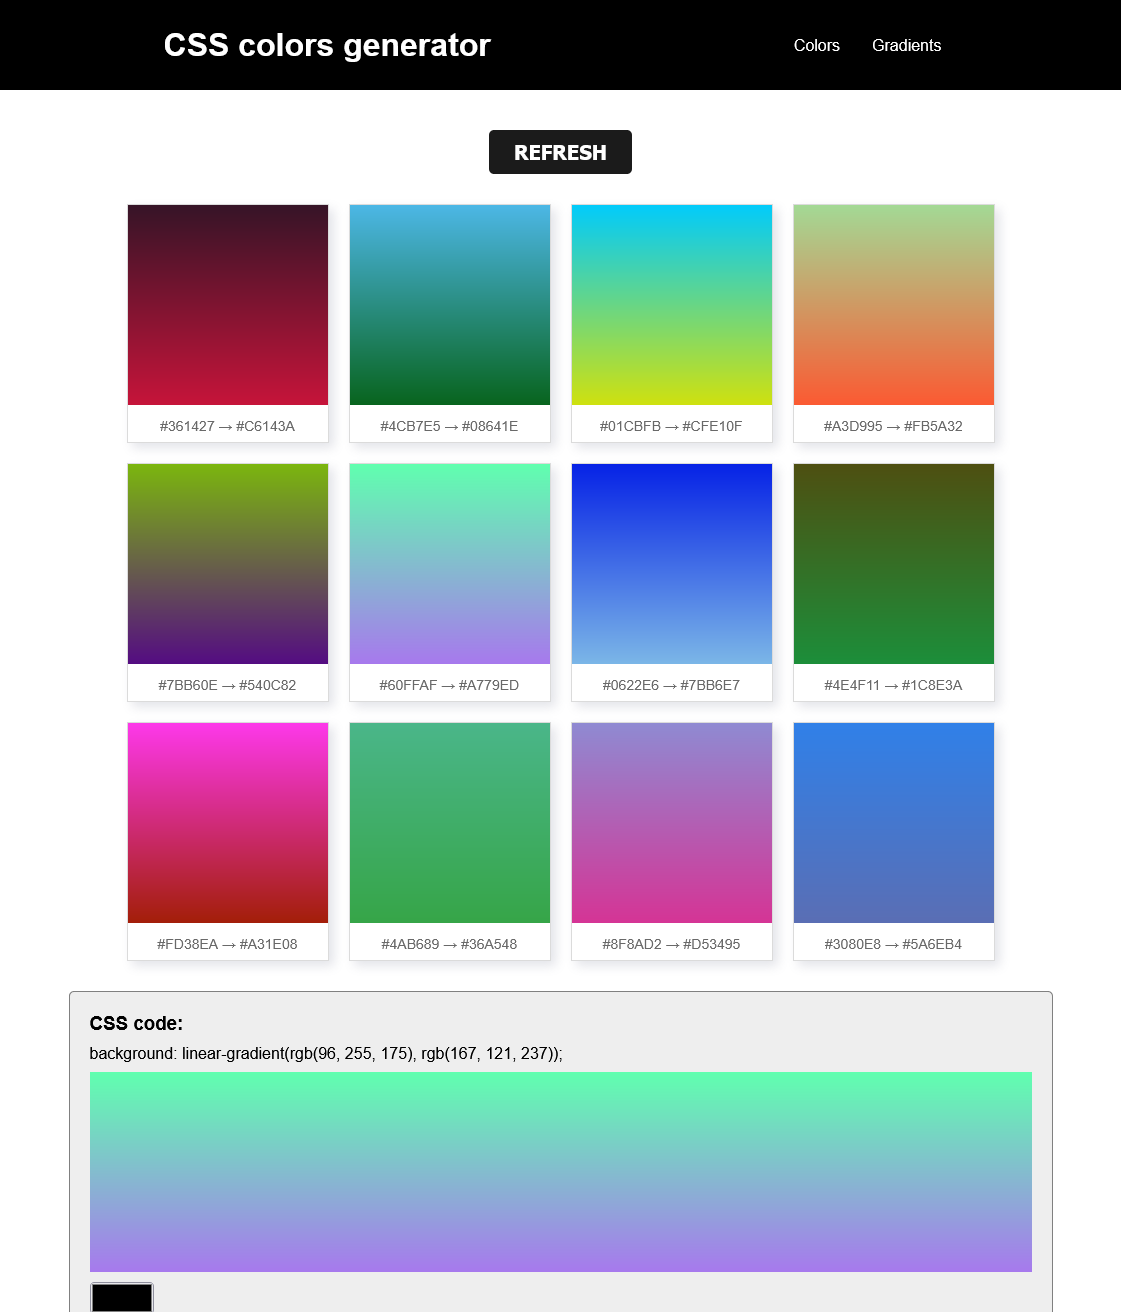 CSS colors generator
Colors Gradients
REFRESH
#361427 → #C6143A
#4CB7E5 → #08641E
#01CBFB → #CFE10F
#A3D995 → #FB5A32
#7BB60E → #540C82
#60FFAF → #A779ED
#0622E6 → #7BB6E7
#4E4F11 → #1C8E3A
#FD38EA → #A31E08
#4AB689 → #36A548
#8F8AD2 → #D53495
#3080E8 → #5A6EB4
CSS code:
background: linear-gradient(rgb(96, 255, 175), rgb(167, 121, 237));